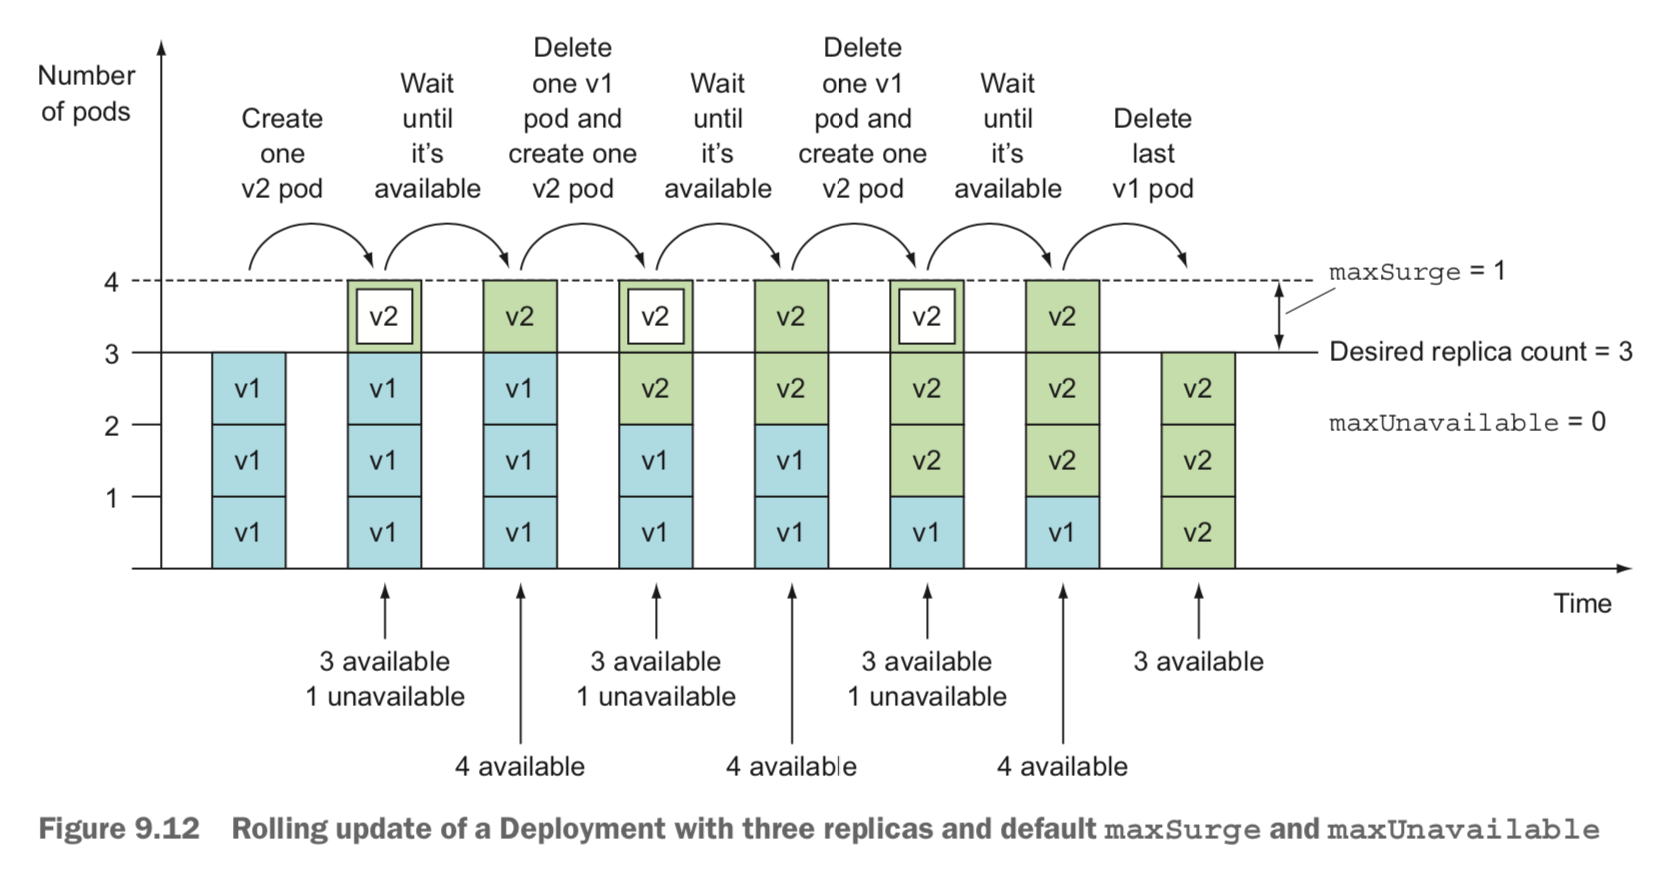 Number
of pods
Create
one
v2 pod
Wait
until
it’s
available
Delete
one v1
pod and
create one
v2 pod
Wait
until
it’s
available
Delete
one v1
pod and
create one
v2 pod
Wait
until
it’s
available
Delete
last
v1 pod
4
3
2
1
v1
v1
v1
v2
v1
v1
v1
v2
v1
v1
v1
v2
v2
v1
v1
v2
v2
v1
v1
v2
v2
v2
v1
v2
v2
v2
v1
v2
v2
v2
maxSurge = 1
Desired replica count = 3
maxUnavailable = 0
Time
3 available
1 unavailable
4 available
3 available
1 unavailable
4 available
3 available
1 unavailable
4 available
3 available
Figure 9.12 Rolling update of a Deployment with three replicas and default maxSurge and maxUnavailable